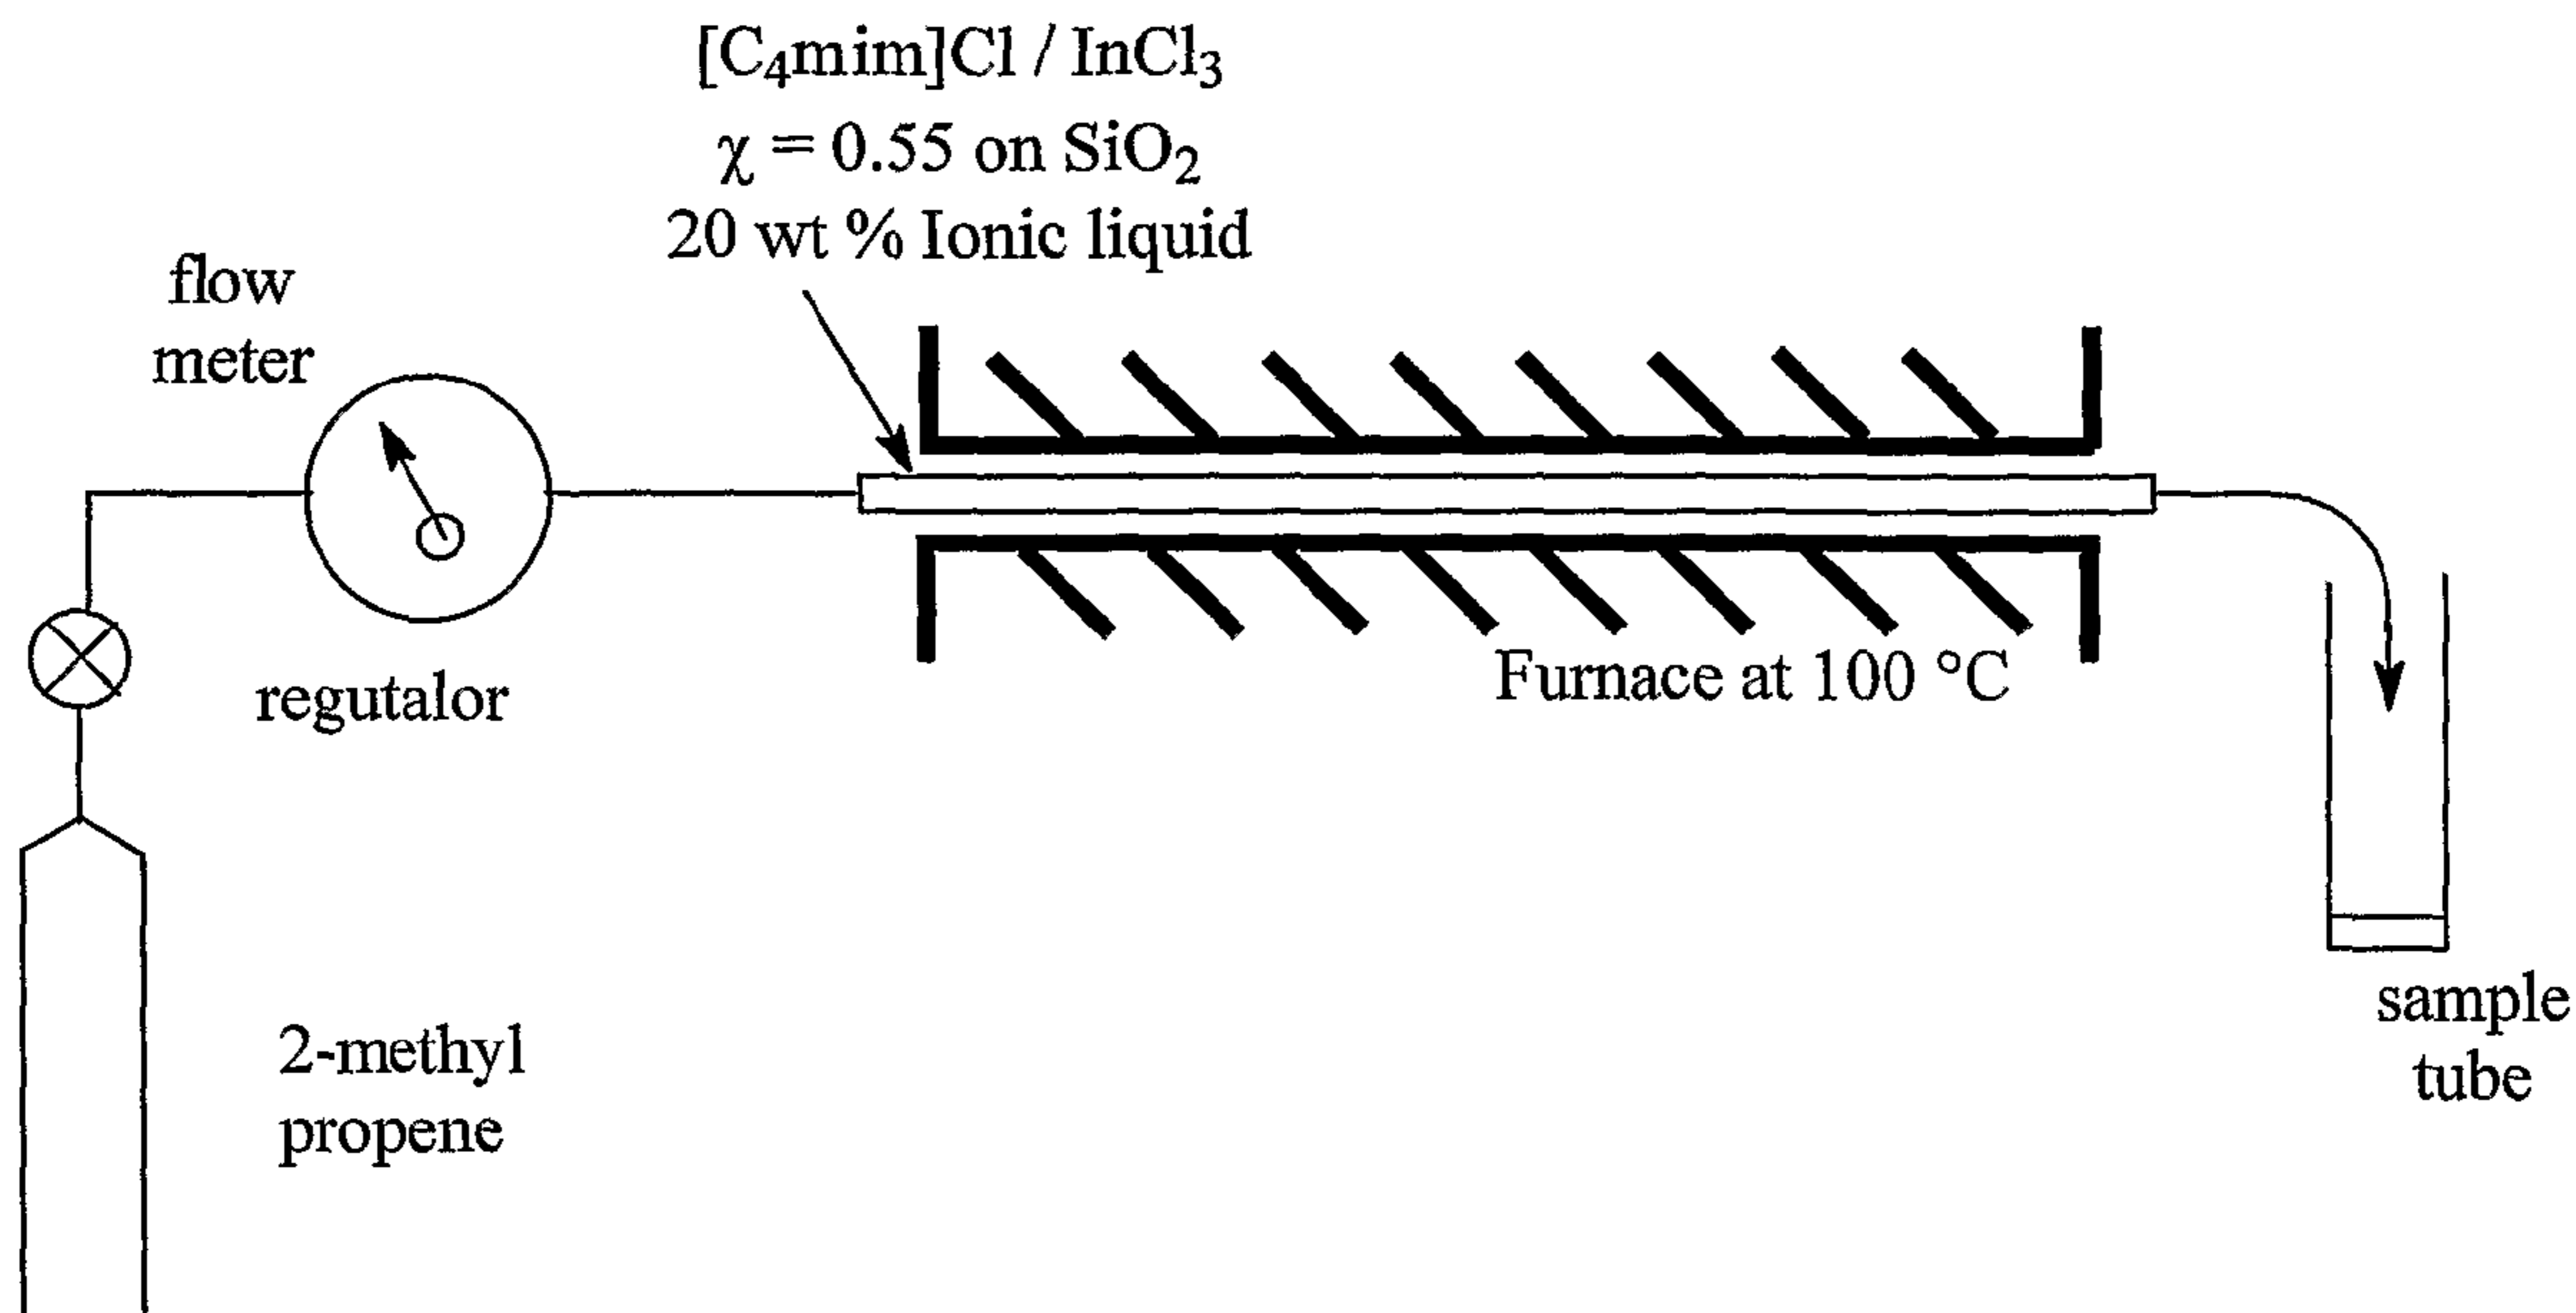 [C₄mim]Cl / InCl₃
χ = 0.55 on SiO₂
20 wt % Ionic liquid
flow
meter
regutalor
Furnace at 100 °C
2-methyl
propene
sample
tube